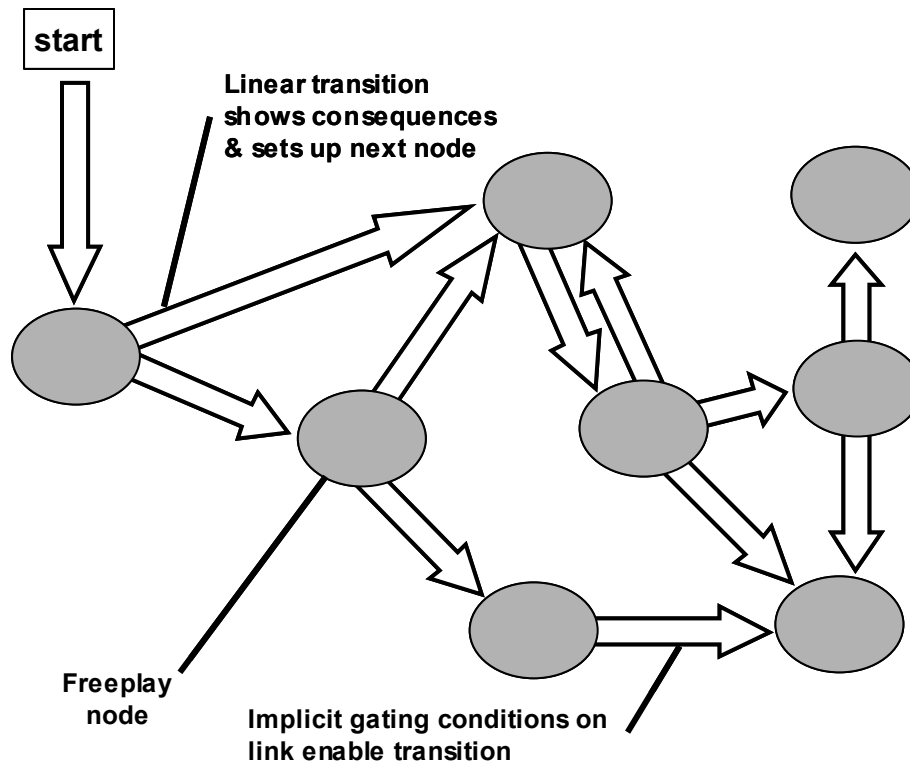 start
Linear transition
shows consequences
& sets up next node
Freeplay
node
Implicit gating conditions on
link enable transition